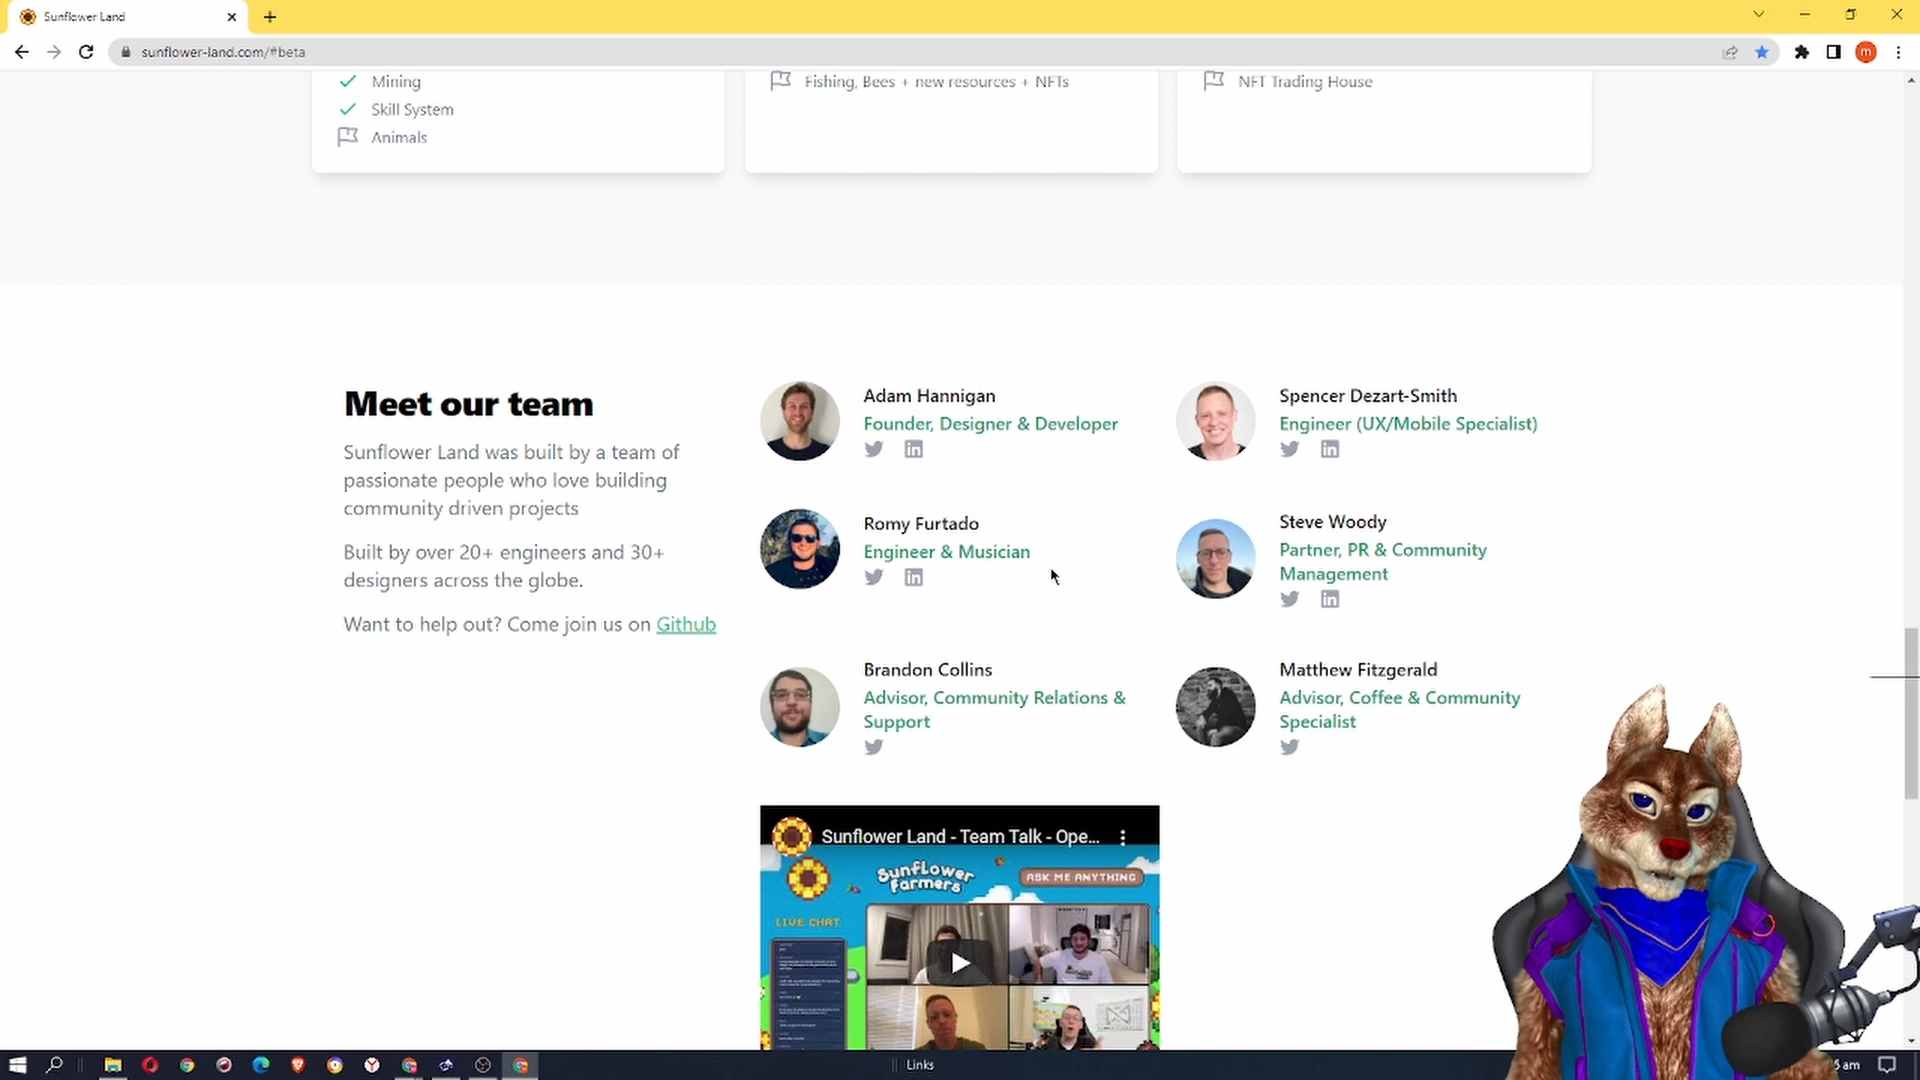 Sunflower Land
sunflower-land.com/#beta
m
Mining
Skill System
Animals
Fishing, Bees + new resources + NFTs
NFT Trading House
Meet our team
Sunflower Land was built by a team of
passionate people who love building
community driven projects
Built by over 20+ engineers and 30+
designers across the globe.
Want to help out? Come join us on Github
Adam Hannigan
Founder, Designer & Developer
Spencer Dezart-Smith
Engineer (UX/Mobile Specialist)
Romy Furtado
Engineer & Musician
Steve Woody
Partner, PR & Community
Management
Brandon Collins
Advisor, Community Relations &
Support
Matthew Fitzgerald
Advisor, Coffee & Community
Specialist
Sunflower Land - Team Talk - Ope...
Sunflower
Farmers
ASK ME ANYTHING
LIVE CHAT
Links
am